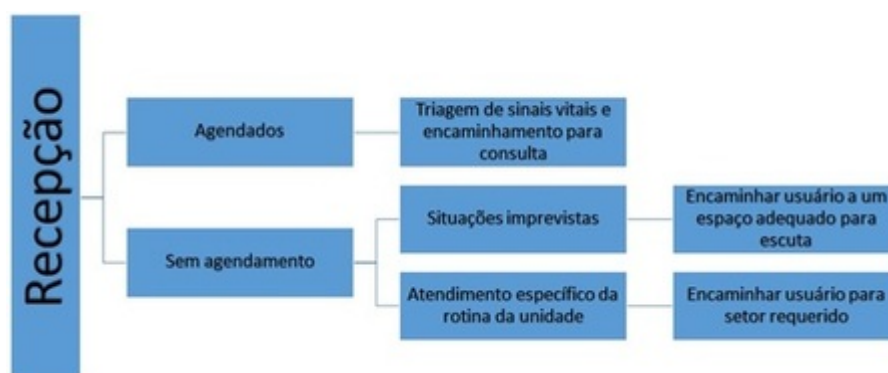 Recepção
Agendados
Triagem de sinais vitais e
encaminhamento para
consulta
Sem agendamento
Situações imprevistas
Encaminhar usuário a um
espaço adequado para
escuta
Atendimento específico da
rotina da unidade
Encaminhar usuário para
setor requerido